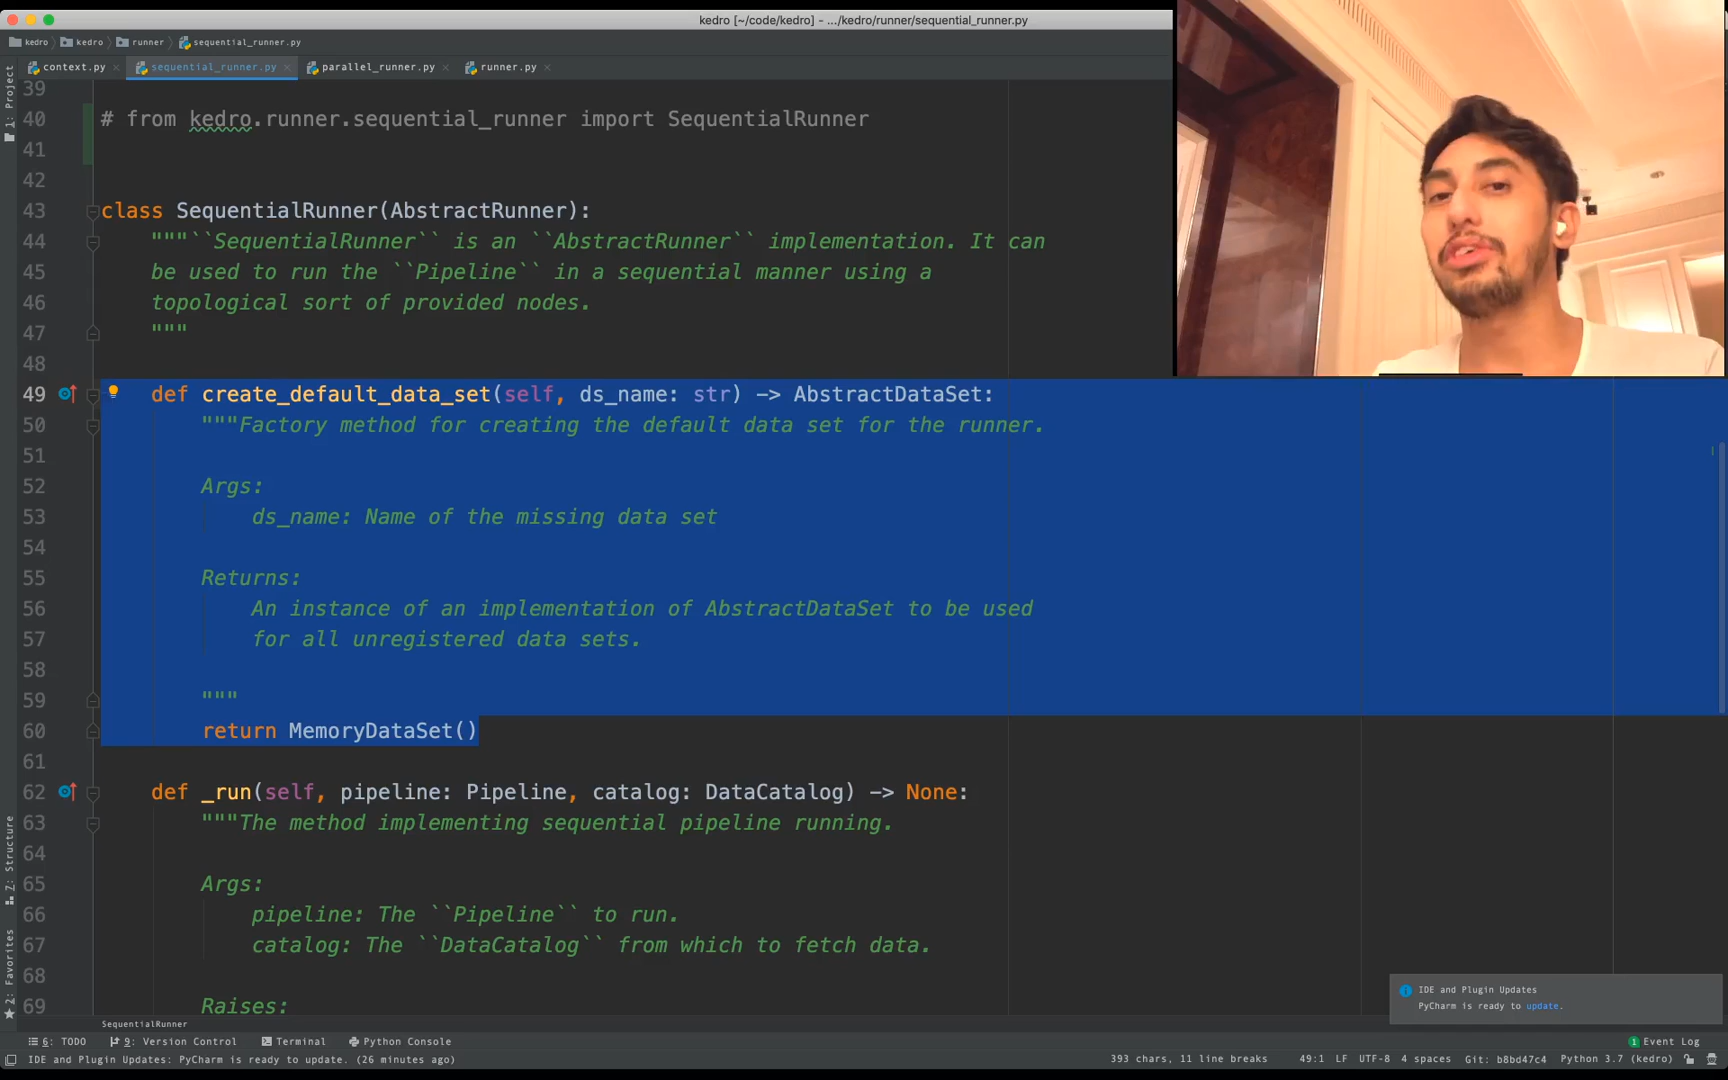 kedro [~/code/kedro] - .../kedro/runner/sequential_runner.py
kedro kedro runner sequential_runner.py
context.py sequential_runner.py parallel_runner.py runner.py
1: Project
39
40 # from kedro.runner.sequential_runner import SequentialRunner
41
42
43 class SequentialRunner(AbstractRunner):
44 """``SequentialRunner`` is an ``AbstractRunner`` implementation. It can
45 be used to run the ``Pipeline`` in a sequential manner using a
46 topological sort of provided nodes.
47 """
48
49 def create_default_data_set(self, ds_name: str) -> AbstractDataSet:
50 """Factory method for creating the default data set for the runner.
51
52 Args:
53 ds_name: Name of the missing data set
54
55 Returns:
56 An instance of an implementation of AbstractDataSet to be used
57 for all unregistered data sets.
58
59 """
60 return MemoryDataSet()
61
62 def _run(self, pipeline: Pipeline, catalog: DataCatalog) -> None:
63 """The method implementing sequential pipeline running.
64
65 Args:
66 pipeline: The ``Pipeline`` to run.
67 catalog: The ``DataCatalog`` from which to fetch data.
68
69 Raises:
7: Structure
2: Favorites
IDE and Plugin Updates
PyCharm is ready to update.
SequentialRunner
6: TODO 9: Version Control Terminal Python Console 1 Event Log
IDE and Plugin Updates: PyCharm is ready to update. (26 minutes ago) 393 chars, 11 line breaks 49:1 LF UTF-8 4 spaces Git: b8bd47c4 Python 3.7 (kedro)